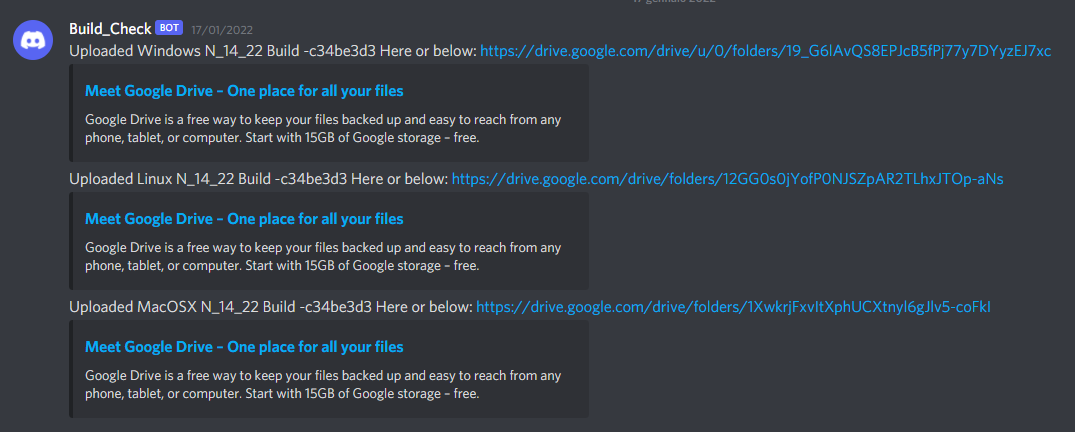 17 gennaio 2022
Build_Check BOT 17/01/2022
Uploaded Windows N_14_22 Build -c34be3d3 Here or below: https://drive.google.com/drive/u/0/folders/19_G6lAvQS8EPJcB5fPj77y7DYyzEJ7xc
Meet Google Drive – One place for all your files
Google Drive is a free way to keep your files backed up and easy to reach from any
phone, tablet, or computer. Start with 15GB of Google storage – free.
Uploaded Linux N_14_22 Build -c34be3d3 Here or below: https://drive.google.com/drive/folders/12GG0s0jYofP0NJSZpAR2TLhxJTOp-aNs
Meet Google Drive – One place for all your files
Google Drive is a free way to keep your files backed up and easy to reach from any
phone, tablet, or computer. Start with 15GB of Google storage – free.
Uploaded MacOSX N_14_22 Build -c34be3d3 Here or below: https://drive.google.com/drive/folders/1XwkrjFxvItXphUCXtnyl6gJlv5-coFkI
Meet Google Drive – One place for all your files
Google Drive is a free way to keep your files backed up and easy to reach from any
phone, tablet, or computer. Start with 15GB of Google storage – free.